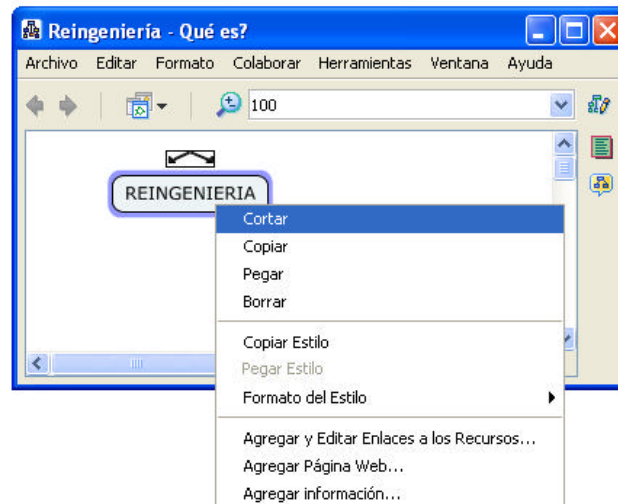 Reingeniería - Qué es?
Archivo Editar Formato Colaborar Herramientas Ventana Ayuda
100
REINGENIERIA
Cortar
Copiar
Pegar
Borrar
Copiar Estilo
Pegar Estilo
Formato del Estilo
Agregar y Editar Enlaces a los Recursos...
Agregar Página Web...
Agregar información...